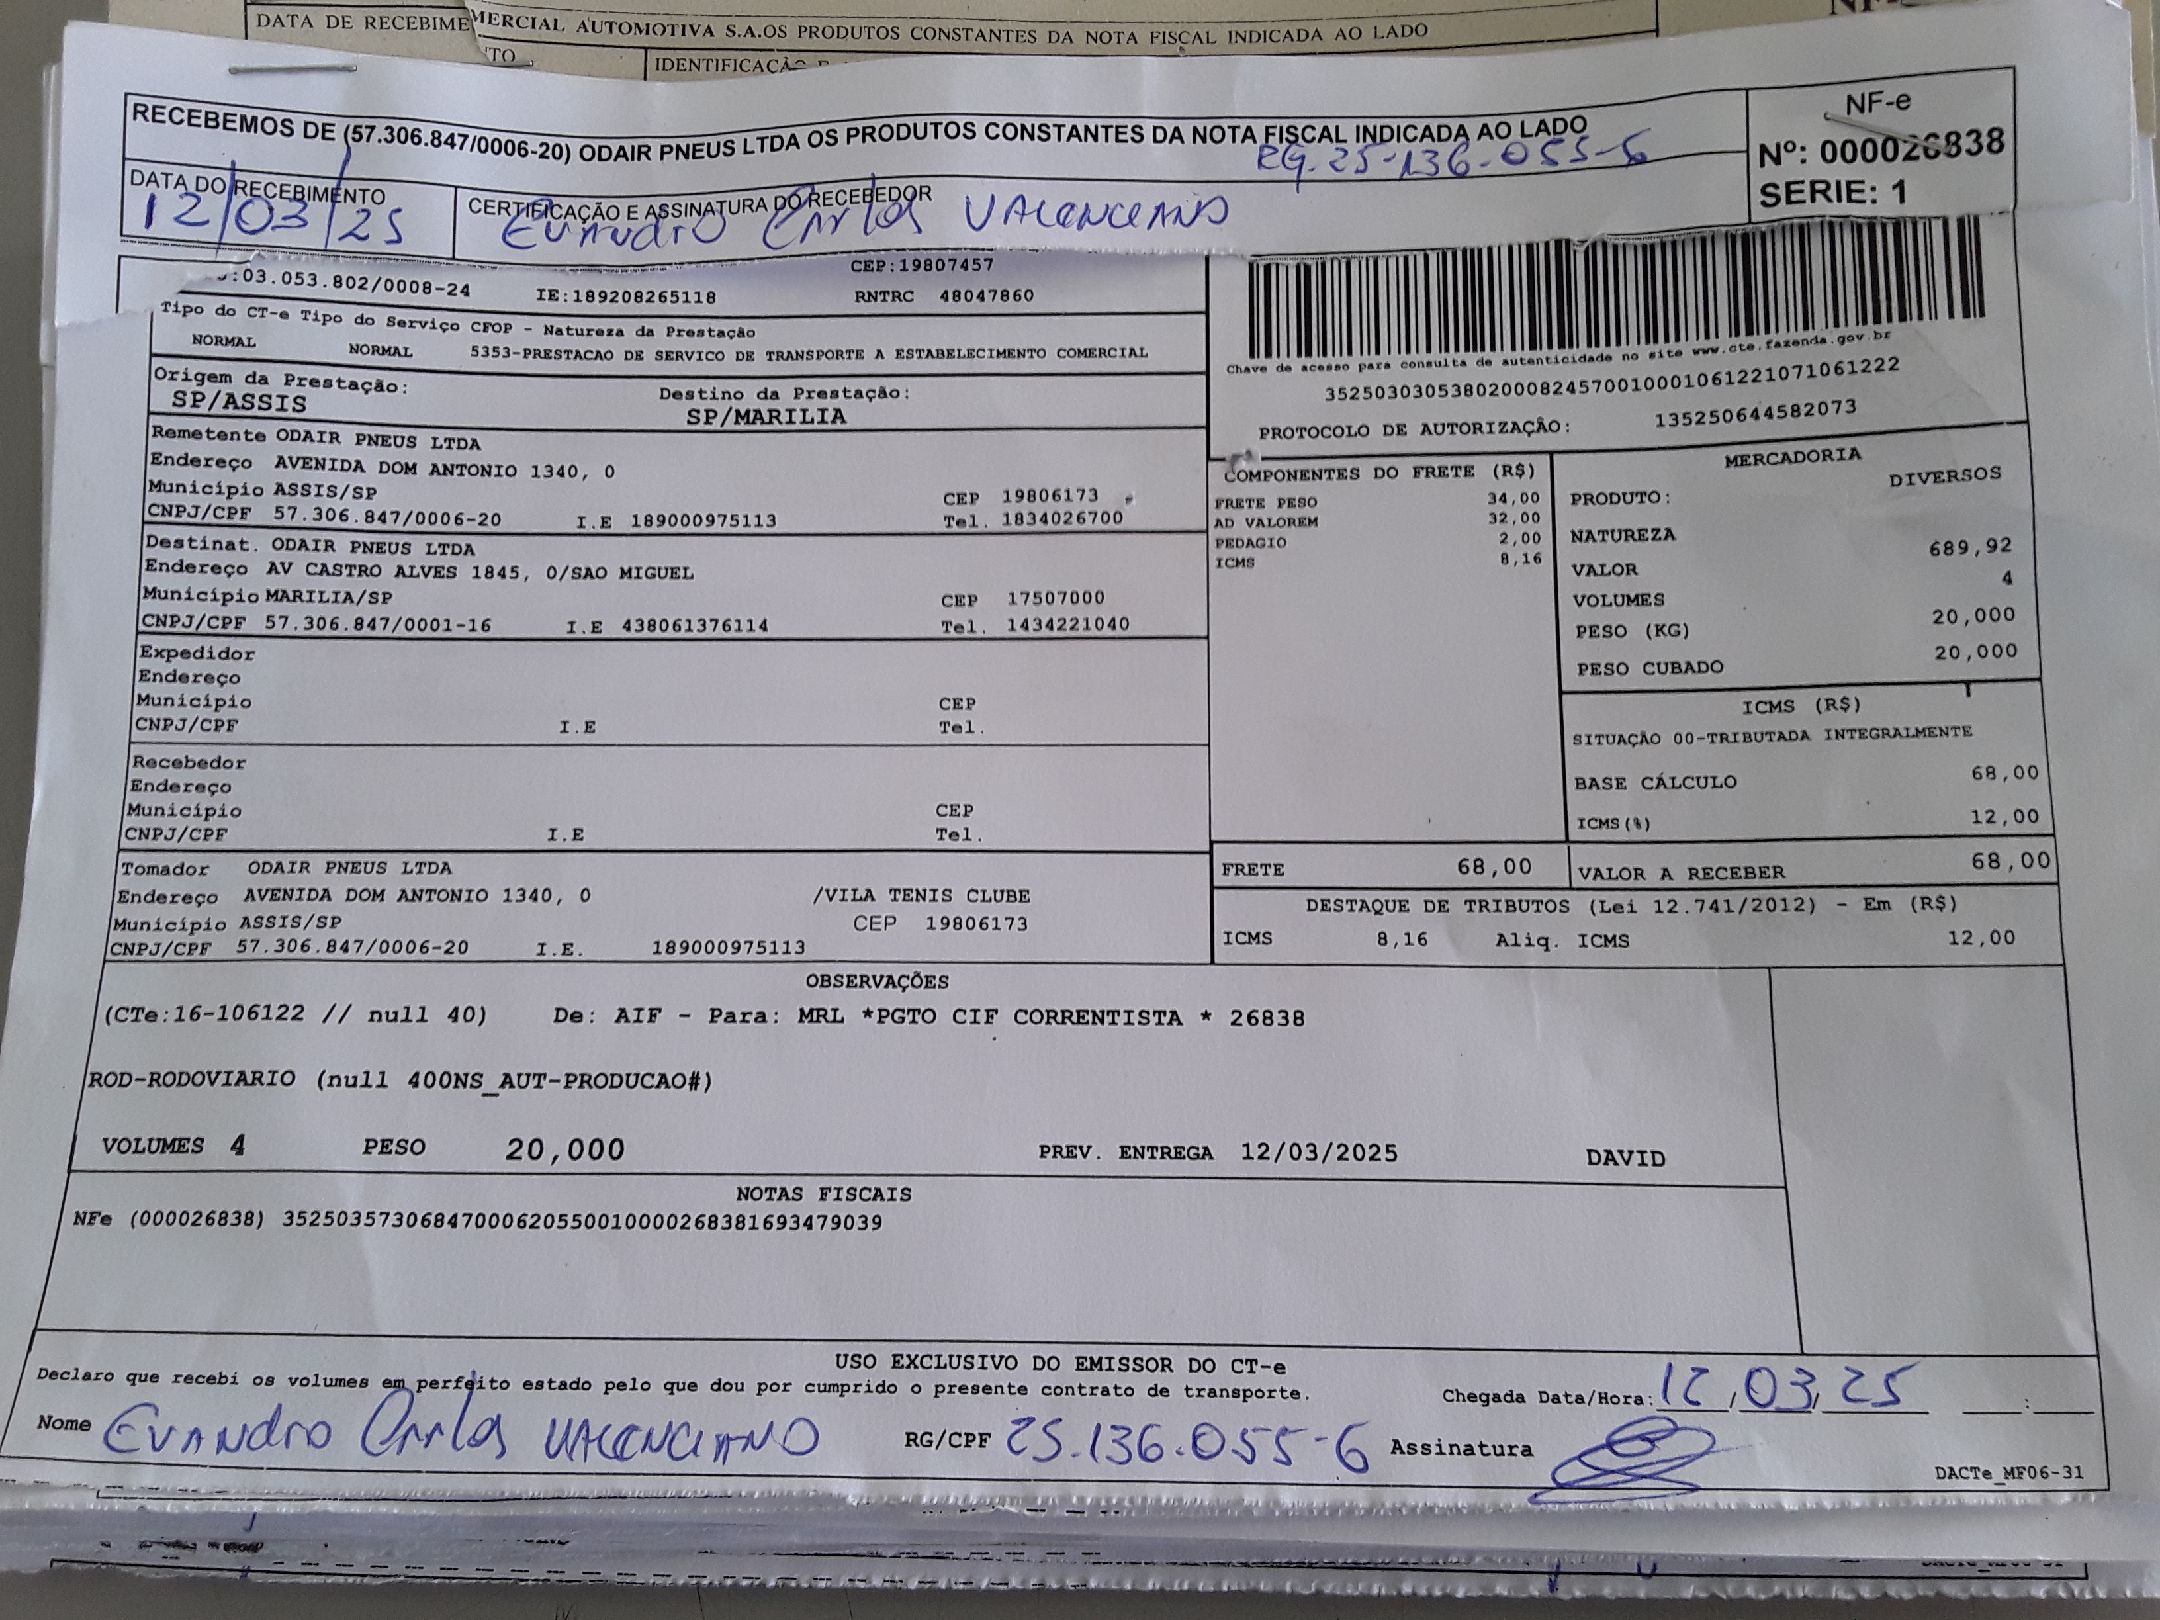 DATA DE RECEBIME
MERCIAL AUTOMOTIVA S.A.OS PRODUTOS CONSTANTES DA NOTA FISCAL INDICADA AO LADO
RECEBEMOS DE (57.306.847/0006-20) ODAIR PNEUS LTDA OS PRODUTOS CONSTANTES DA NOTA FISCAL INDICADA AO LADO
RG. 25-136-055-6
NF-e
Nº: 000026838
SERIE: 1
DATA DO RECEBIMENTO
12/03/25
CERTIFICAÇÃO E ASSINATURA DO RECEBEDOR
Evandro Carlos VALENCIANO
CEP:19807457
:03.053.802/0008-24 IE:189208265118 RNTRC 48047860
Tipo do CT-e Tipo do Serviço CFOP - Natureza da Prestação
NORMAL NORMAL 5353-PRESTACAO DE SERVICO DE TRANSPORTE A ESTABELECIMENTO COMERCIAL
Chave de acesso para consulta de autenticidade no site www.cte.fazenda.gov.br
35250303053802000824570010001061221071061222
PROTOCOLO DE AUTORIZAÇÃO: 135250644582073
Origem da Prestação: Destino da Prestação:
SP/ASSIS SP/MARILIA
Remetente ODAIR PNEUS LTDA
Endereço AVENIDA DOM ANTONIO 1340, 0
Município ASSIS/SP CEP 19806173
CNPJ/CPF 57.306.847/0006-20 I.E 189000975113 Tel. 1834026700
Destinat. ODAIR PNEUS LTDA
Endereço AV CASTRO ALVES 1845, 0/SAO MIGUEL
Município MARILIA/SP CEP 17507000
CNPJ/CPF 57.306.847/0001-16 I.E 438061376114 Tel. 1434221040
Expedidor
Endereço
Município CEP
CNPJ/CPF I.E Tel.
Recebedor
Endereço
Município CEP
CNPJ/CPF I.E Tel.
Tomador ODAIR PNEUS LTDA
Endereço AVENIDA DOM ANTONIO 1340, 0 /VILA TENIS CLUBE
Município ASSIS/SP CEP 19806173
CNPJ/CPF 57.306.847/0006-20 I.E. 189000975113
COMPONENTES DO FRETE (R$)
FRETE PESO 34,00
AD VALOREM 32,00
PEDAGIO 2,00
ICMS 8,16
MERCADORIA
PRODUTO: DIVERSOS
NATUREZA
VALOR 689,92
VOLUMES 4
PESO (KG) 20,000
PESO CUBADO 20,000
ICMS (R$)
SITUAÇÃO 00-TRIBUTADA INTEGRALMENTE
BASE CÁLCULO 68,00
ICMS(%) 12,00
FRETE 68,00 VALOR A RECEBER 68,00
DESTAQUE DE TRIBUTOS (Lei 12.741/2012) - Em (R$)
ICMS 8,16 Aliq. ICMS 12,00
OBSERVAÇÕES
(CTe:16-106122 // null 40) De: AIF - Para: MRL *PGTO CIF CORRENTISTA * 26838
ROD-RODOVIARIO (null 400NS_AUT-PRODUCAO#)
VOLUMES 4 PESO 20,000 PREV. ENTREGA 12/03/2025 DAVID
NOTAS FISCAIS
NFe (000026838) 35250357306847000620550010000268381693479039
USO EXCLUSIVO DO EMISSOR DO CT-e
Declaro que recebi os volumes em perfeito estado pelo que dou por cumprido o presente contrato de transporte. Chegada Data/Hora: 12/03/25 __:__
Nome Evandro Carlos VALENCIANO RG/CPF 25.136.055-6 Assinatura
DACTe_MF06-31